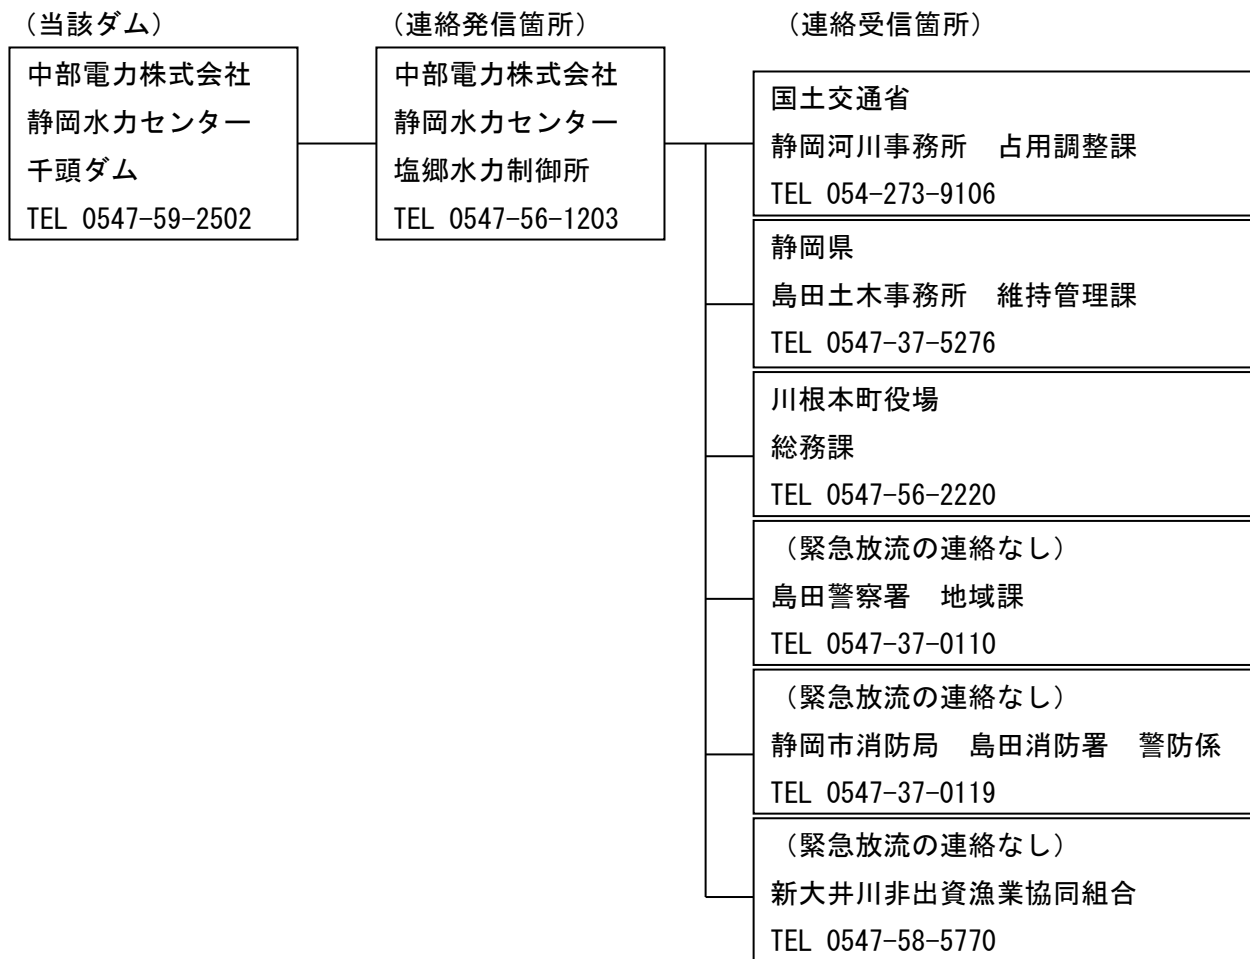 （当該ダム）
中部電力株式会社
静岡水力センター
千頭ダム
TEL 0547-59-2502
（連絡発信箇所）
中部電力株式会社
静岡水力センター
塩郷水力制御所
TEL 0547-56-1203
（連絡受信箇所）
国土交通省
静岡河川事務所　占用調整課
TEL 054-273-9106
静岡県
島田土木事務所　維持管理課
TEL 0547-37-5276
川根本町役場
総務課
TEL 0547-56-2220
（緊急放流の連絡なし）
島田警察署　地域課
TEL 0547-37-0110
（緊急放流の連絡なし）
静岡市消防局　島田消防署　警防係
TEL 0547-37-0119
（緊急放流の連絡なし）
新大井川非出資漁業協同組合
TEL 0547-58-5770